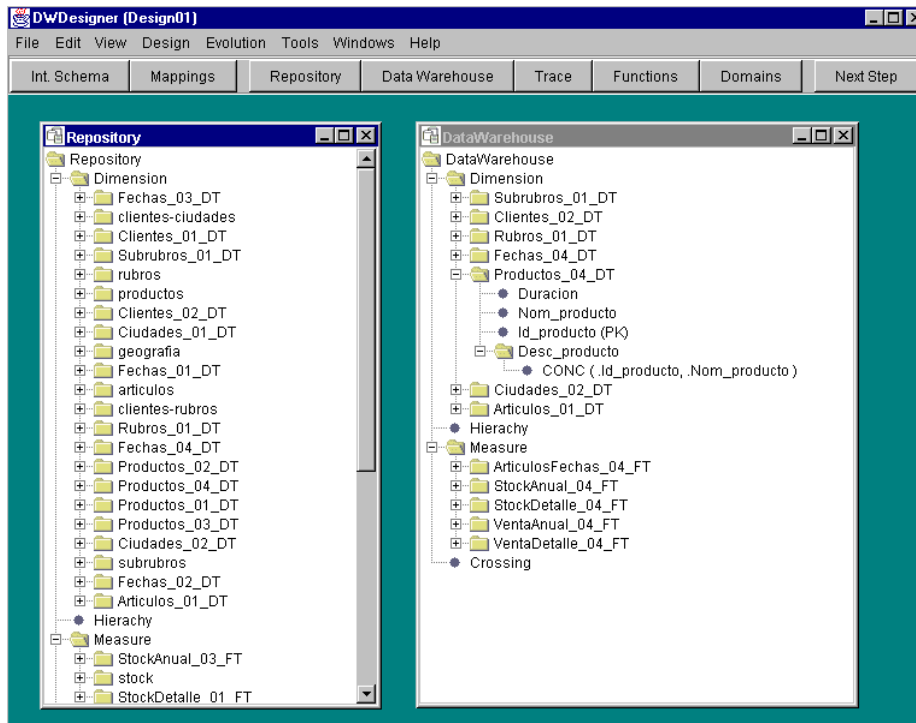 DWDesigner (Design01)
File Edit View Design Evolution Tools Windows Help
Int. Schema Mappings Repository Data Warehouse Trace Functions Domains Next Step
Repository
Repository
Dimension
Fechas_03_DT
clientes-ciudades
Clientes_01_DT
Subrubros_01_DT
rubros
productos
Clientes_02_DT
Ciudades_01_DT
geografia
Fechas_01_DT
articulos
clientes-rubros
Rubros_01_DT
Fechas_04_DT
Productos_02_DT
Productos_04_DT
Productos_01_DT
Productos_03_DT
Ciudades_02_DT
subrubros
Fechas_02_DT
Articulos_01_DT
Hierachy
Measure
StockAnual_03_FT
stock
StockDetalle_01_FT
DataWarehouse
DataWarehouse
Dimension
Subrubros_01_DT
Clientes_02_DT
Rubros_01_DT
Fechas_04_DT
Productos_04_DT
Duracion
Nom_producto
Id_producto (PK)
Desc_producto
CONC ( .Id_producto, .Nom_producto )
Ciudades_02_DT
Articulos_01_DT
Hierachy
Measure
ArticulosFechas_04_FT
StockAnual_04_FT
StockDetalle_04_FT
VentaAnual_04_FT
VentaDetalle_04_FT
Crossing